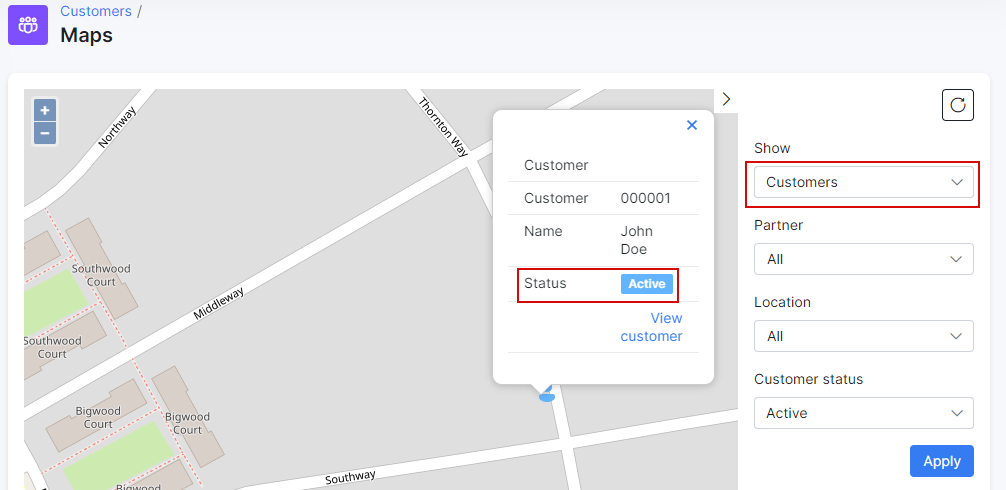 Customers /
Maps
+
−
Northway
Thornton Way
Southwood
Court
Middleway
Southwood
Court
Bigwood
Court
Bigwood
Court
Bigwood
Southway
Customer
Customer 000001
Name John
Doe
Status Active
View
customer
Show
Customers
Partner
All
Location
All
Customer status
Active
Apply